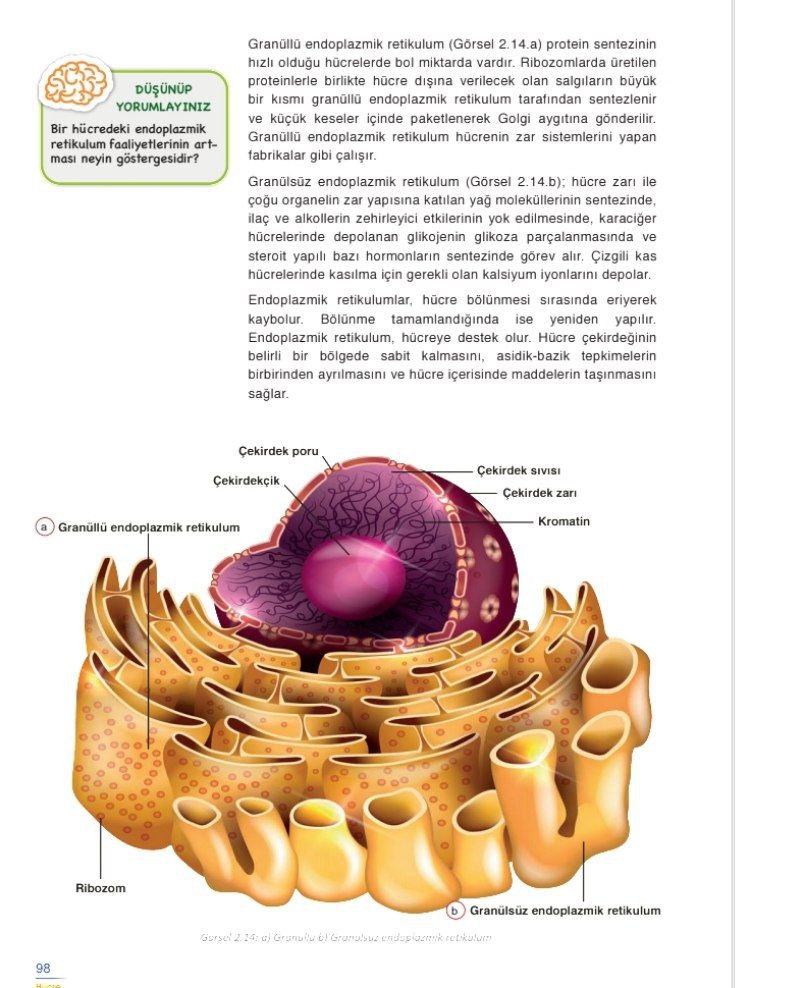 Granüllü endoplazmik retikulum (Görsel 2.14.a) protein sentezinin
hızlı olduğu hücrelerde bol miktarda vardır. Ribozomlarda üretilen
proteinlerle birlikte hücre dışına verilecek olan salgıların büyük
bir kısmı granüllü endoplazmik retikulum tarafından sentezlenir
ve küçük keseler içinde paketlenerek Golgi aygıtına gönderilir.
Granüllü endoplazmik retikulum hücrenin zar sistemlerini yapan
fabrikalar gibi çalışır.
DÜŞÜNÜP
YORUMLAYINIZ
Bir hücredeki endoplazmik
retikulum faaliyetlerinin art-
ması neyin göstergesidir?
Granülsüz endoplazmik retikulum (Görsel 2.14.b); hücre zarı ile
çoğu organelin zar yapısına katılan yağ moleküllerinin sentezinde,
ilaç ve alkollerin zehirleyici etkilerinin yok edilmesinde, karaciğer
hücrelerinde depolanan glikojenin glikoza parçalanmasında ve
steroit yapılı bazı hormonların sentezinde görev alır. Çizgili kas
hücrelerinde kasılma için gerekli olan kalsiyum iyonlarını depolar.
Endoplazmik retikulumlar, hücre bölünmesi sırasında eriyerek
kaybolur. Bölünme tamamlandığında ise yeniden yapılır.
Endoplazmik retikulum, hücreye destek olur. Hücre çekirdeğinin
belirli bir bölgede sabit kalmasını, asidik-bazik tepkimelerin
birbirinden ayrılmasını ve hücre içerisinde maddelerin taşınmasını
sağlar.
Çekirdek poru
Çekirdek sıvısı
Çekirdekçik
Çekirdek zarı
Kromatin
a Granüllü endoplazmik retikulum
Ribozom
b Granülsüz endoplazmik retikulum
Görsel 2.14: a) Granüllü b) Granülsüz endoplazmik retikulum
98
Hücre